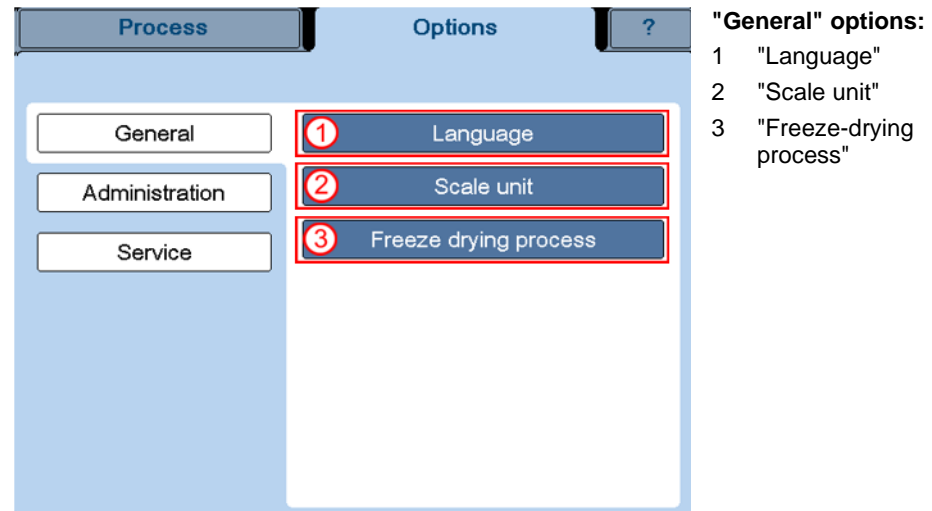 Process
Options
?
General
Administration
Service
1 Language
2 Scale unit
3 Freeze drying process
"General" options:
1 "Language"
2 "Scale unit"
3 "Freeze-drying
process"